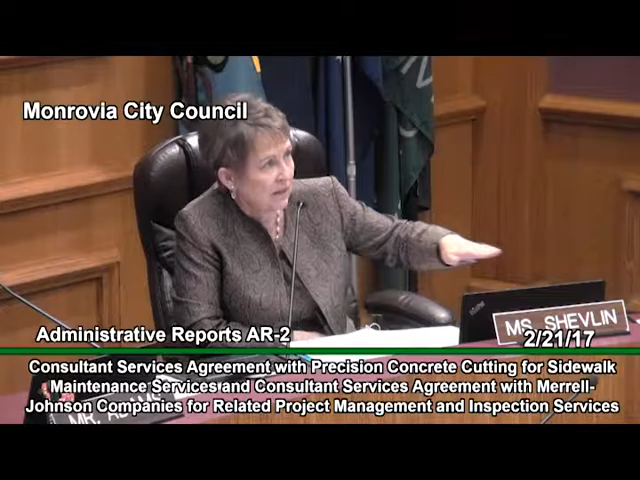 Monrovia City Council
MS. SHEVLIN
Administrative Reports AR-2
2/21/17
Consultant Services Agreement with Precision Concrete Cutting for Sidewalk
Maintenance Services and Consultant Services Agreement with Merrell-
Johnson Companies for Related Project Management and Inspection Services
MR. ADAMS